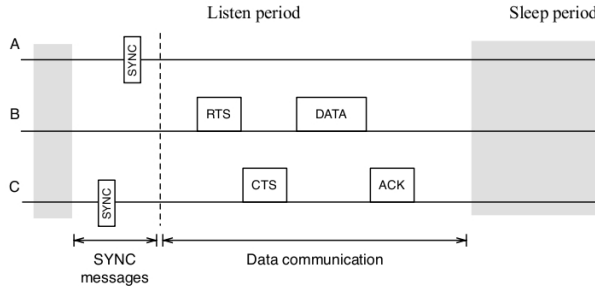 Listen period
Sleep period
A
SYNC
B
RTS
DATA
C
SYNC
CTS
ACK
SYNC
messages
Data communication